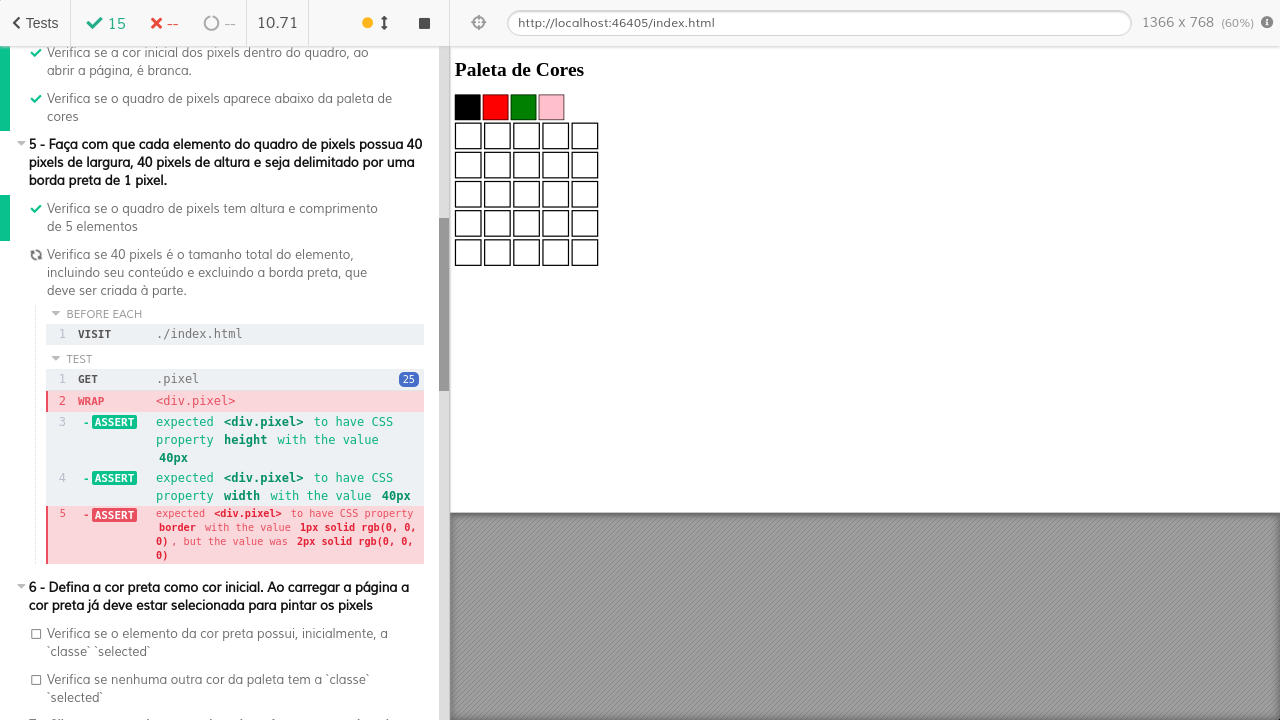 Tests
15
--
--
10.71
http://localhost:46405/index.html
1366 x 768 (60%)
Verifica se a cor inicial dos pixels dentro do quadro, ao
abrir a página, é branca.
Verifica se o quadro de pixels aparece abaixo da paleta de
cores
5 - Faça com que cada elemento do quadro de pixels possua 40
pixels de largura, 40 pixels de altura e seja delimitado por uma
borda preta de 1 pixel.
Verifica se o quadro de pixels tem altura e comprimento
de 5 elementos
Verifica se 40 pixels é o tamanho total do elemento,
incluindo seu conteúdo e excluindo a borda preta, que
deve ser criada à parte.
BEFORE EACH
1 VISIT ./index.html
TEST
1 GET .pixel 25
2 WRAP <div.pixel>
3 - ASSERT expected <div.pixel> to have CSS
property height with the value
40px
4 - ASSERT expected <div.pixel> to have CSS
property width with the value 40px
5 - ASSERT expected <div.pixel> to have CSS property
border with the value 1px solid rgb(0, 0,
0), but the value was 2px solid rgb(0, 0,
0)
6 - Defina a cor preta como cor inicial. Ao carregar a página a
cor preta já deve estar selecionada para pintar os pixels
Verifica se o elemento da cor preta possui, inicialmente, a
`classe` `selected`
Verifica se nenhuma outra cor da paleta tem a `classe`
`selected`
Paleta de Cores